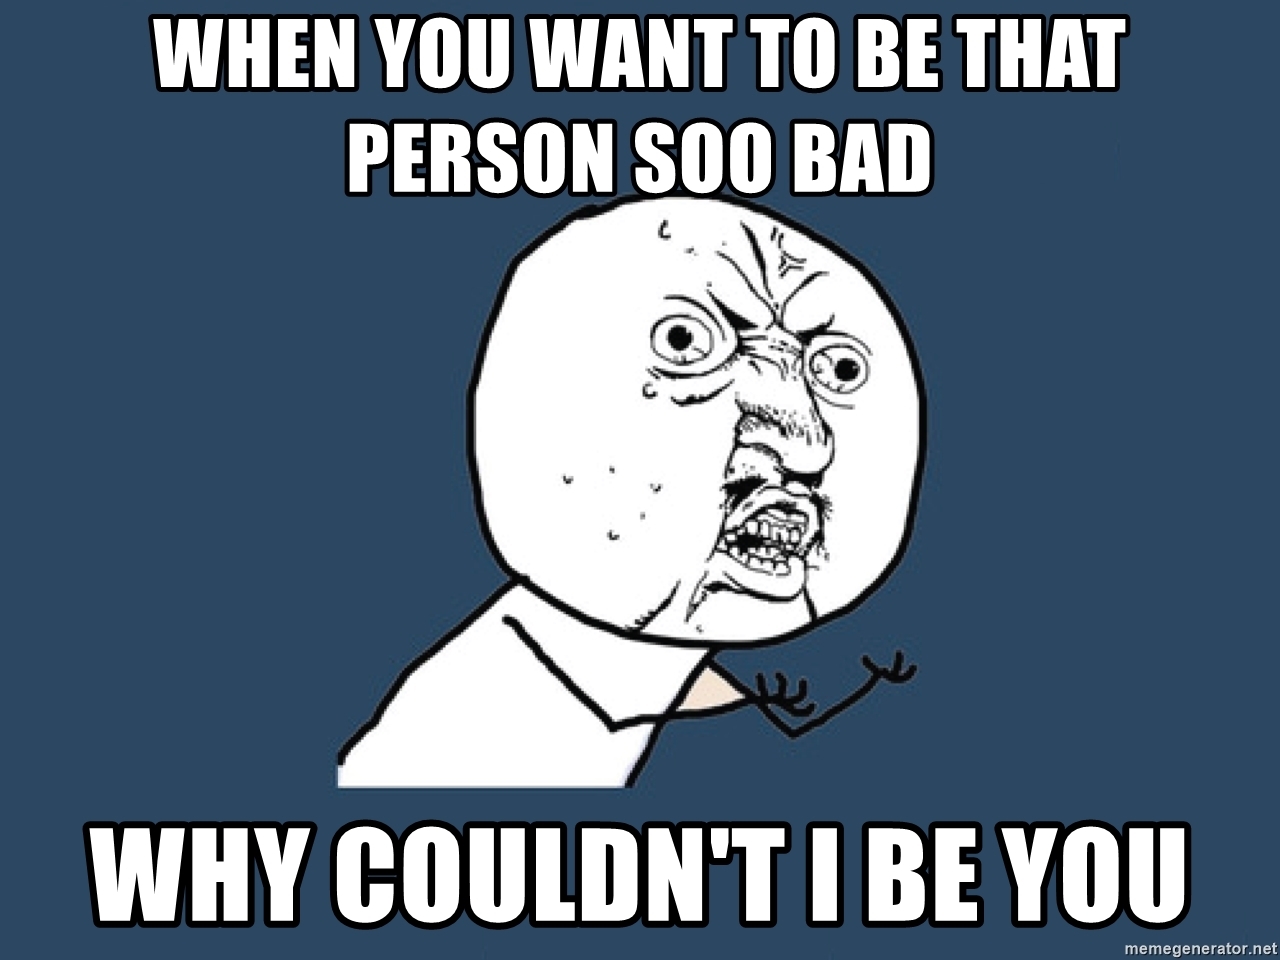 WHEN YOU WANT TO BE THAT
PERSON SOO BAD
WHY COULDN'T I BE YOU
memegenerator.net